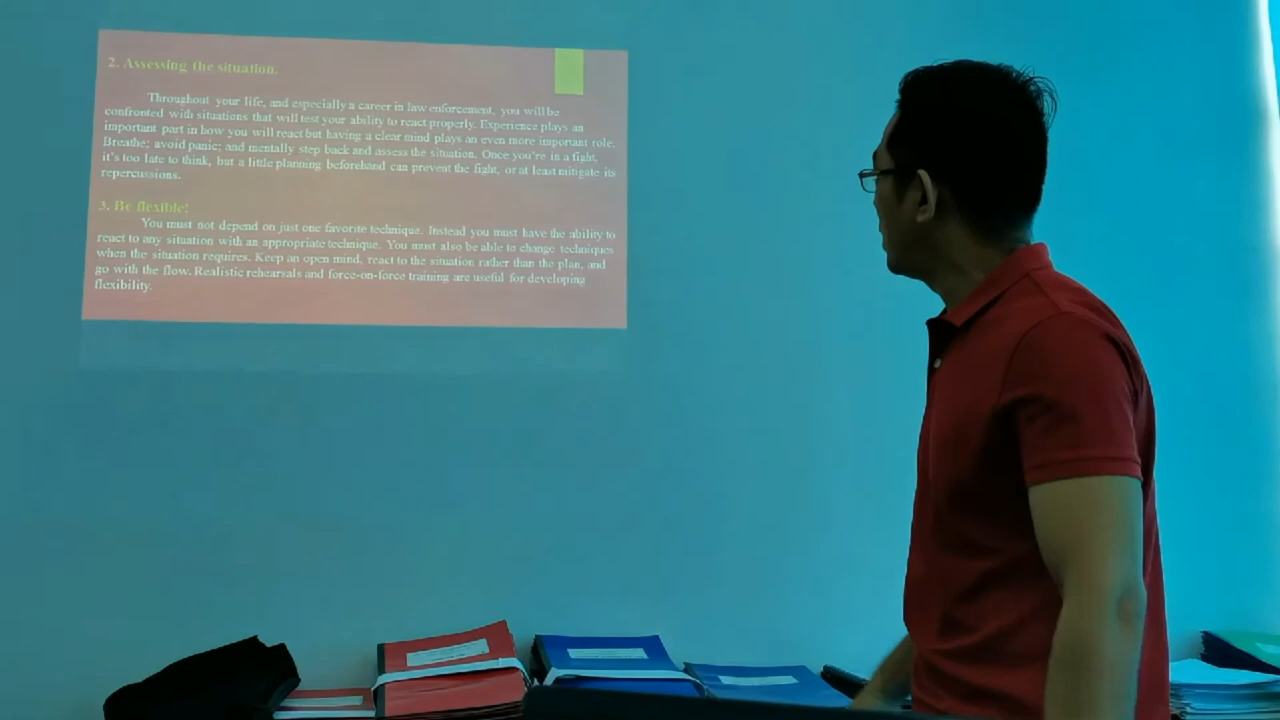 2. Assessing the situation.
Throughout your life, and especially a career in law enforcement, you will be
confronted with situations that will test your ability to react properly. Experience plays an
important part in how you will react but having a clear mind plays an even more important role.
Breathe; avoid panic; and mentally step back and assess the situation. Once you're in a fight,
it's too late to think, but a little planning beforehand can prevent the fight, or at least mitigate its
repercussions.
3. Be flexible!
You must not depend on just one favorite technique. Instead you must have the ability to
react to any situation with an appropriate technique. You must also be able to change techniques
when the situation requires. Keep an open mind, react to the situation rather than the plan, and
go with the flow. Realistic rehearsals and force-on-force training are useful for developing
flexibility.